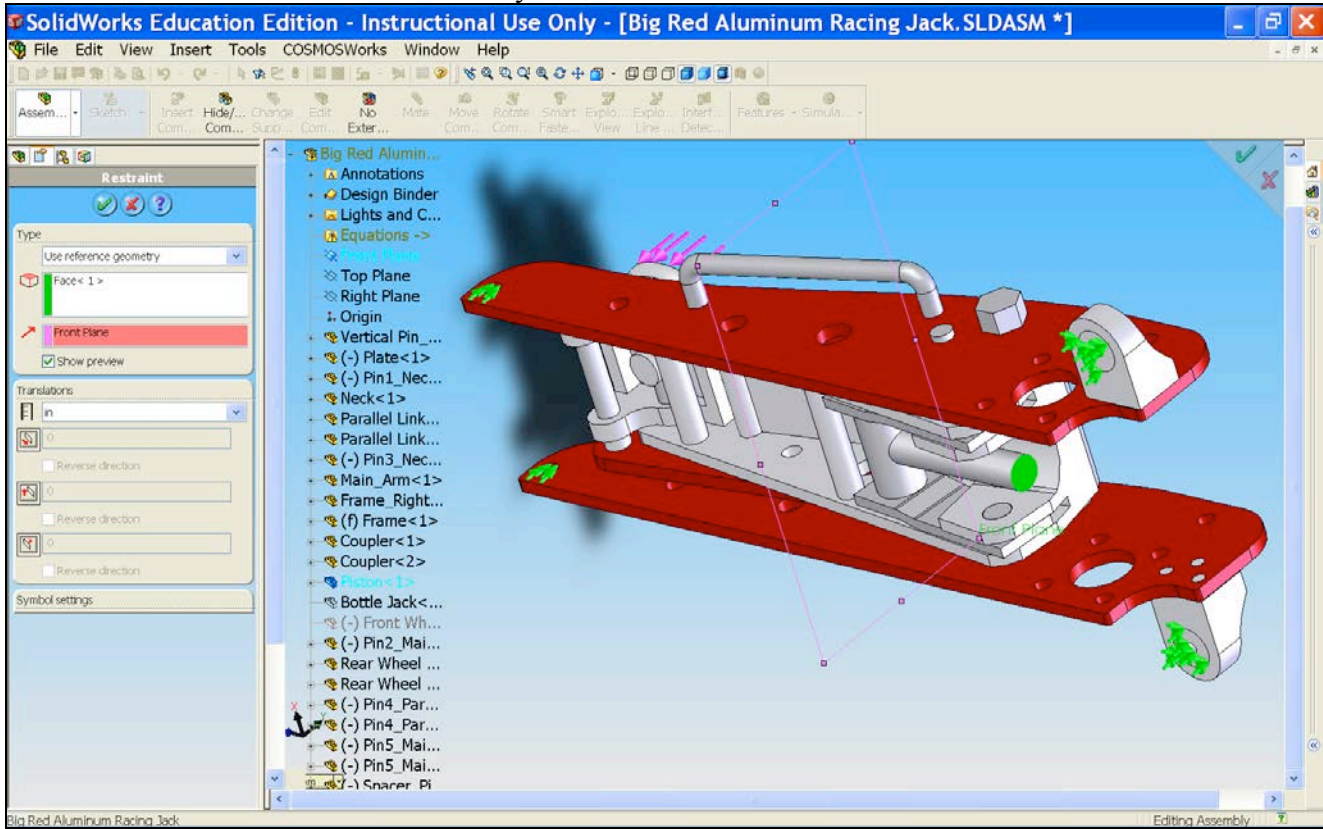 SolidWorks Education Edition - Instructional Use Only - [Big Red Aluminum Racing Jack.SLDASM *]
File Edit View Insert Tools COSMOSWorks Window Help
Assem... Sketch Insert Com... Hide/... Com... Change Supp... Edit Com... No Exter... Mate Move Com... Rotate Com... Smart Faste... Explo... View Explo... Line ... Interf... Detec... Features Simula...
Restraint
Type
Use reference geometry
Face< 1 >
Front Plane
Show preview
Translations
in
0
Reverse direction
0
Reverse direction
0
Reverse direction
Symbol settings
Big Red Alumin...
Annotations
Design Binder
Lights and C...
Equations ->
Front Plane
Top Plane
Right Plane
Origin
Vertical Pin_...
(-) Plate<1>
(-) Pin1_Nec...
Neck<1>
Parallel Link...
Parallel Link...
(-) Pin3_Nec...
Main_Arm<1>
Frame_Right...
(f) Frame<1>
Coupler<1>
Coupler<2>
Piston<1>
Bottle Jack<...
(-) Front Wh...
(-) Pin2_Mai...
Rear Wheel ...
Rear Wheel ...
(-) Pin4_Par...
(-) Pin4_Par...
(-) Pin5_Mai...
(-) Pin5_Mai...
(-) Spacer_Pi
Front Plane
Big Red Aluminum Racing Jack
Editing Assembly